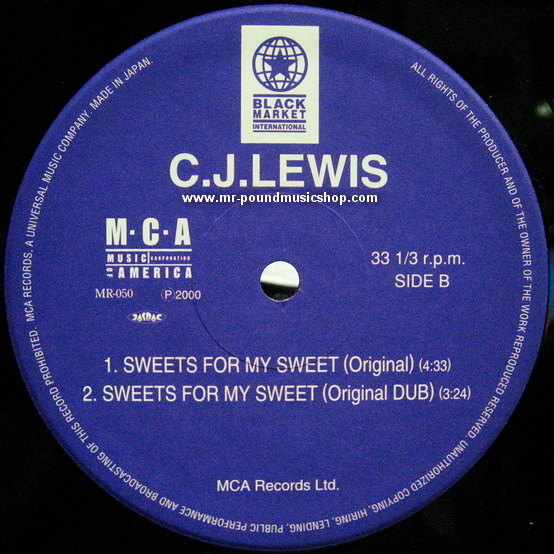 BLACK
MARKET
INTERNATIONAL
C.J.LEWIS
www.mr-poundmusicshop.com
M·C·A
MUSIC CORPORATION
OF AMERICA
33 1/3 r.p.m.
SIDE B
MR-050 Ⓟ2000
JASRAC
1. SWEETS FOR MY SWEET (Original) (4:33)
2. SWEETS FOR MY SWEET (Original DUB) (3:24)
MCA Records Ltd.
ALL RIGHTS OF THE PRODUCER AND OF THE OWNER OF THE WORK REPRODUCED RESERVED. UNAUTHORIZED COPYING, HIRING, LENDING, PUBLIC PERFORMANCE AND BROADCASTING OF THIS RECORD PROHIBITED. MCA RECORDS, A UNIVERSAL MUSIC COMPANY. MADE IN JAPAN.